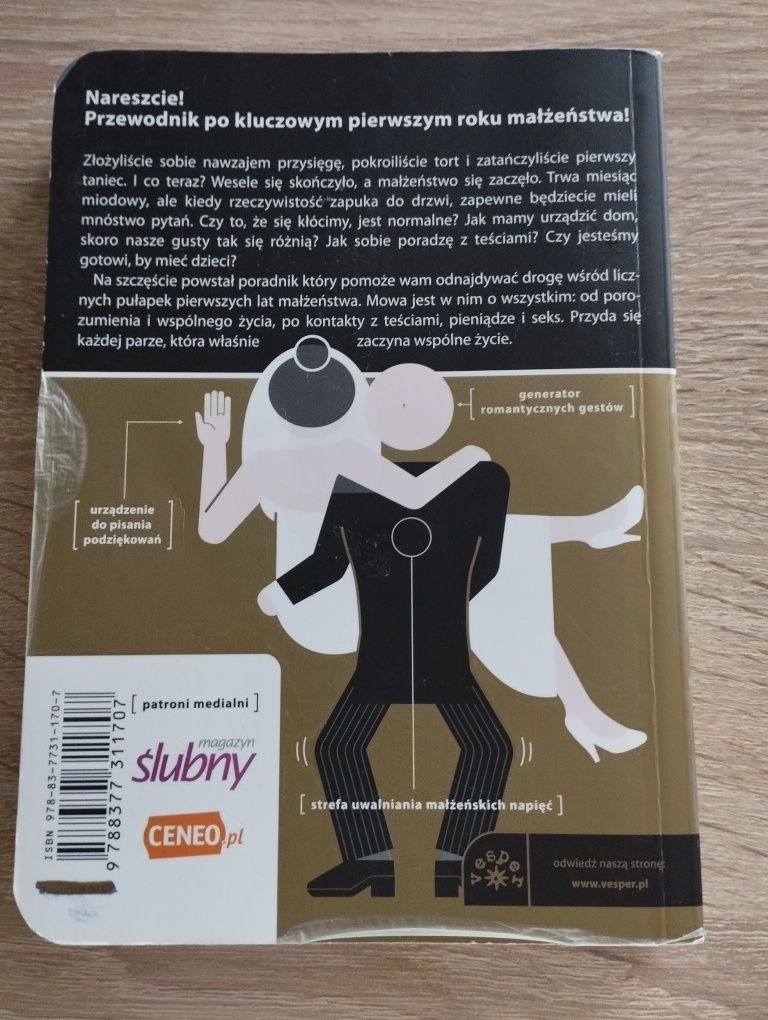 Nareszcie!
Przewodnik po kluczowym pierwszym roku małżeństwa!
Złożyliście sobie nawzajem przysięgę, pokroiliście tort i zatańczyliście pierwszy
taniec. I co teraz? Wesele się skończyło, a małżeństwo się zaczęło. Trwa miesiąc
miodowy, ale kiedy rzeczywistość zapuka do drzwi, zapewne będziecie mieli
mnóstwo pytań. Czy to, że się kłócimy, jest normalne? Jak mamy urządzić dom,
skoro nasze gusty tak się różnią? Jak sobie poradzę z teściami? Czy jesteśmy
gotowi, by mieć dzieci?
Na szczęście powstał poradnik który pomoże wam odnajdywać drogę wśród licz-
nych pułapek pierwszych lat małżeństwa. Mowa jest w nim o wszystkim: od poro-
zumienia i wspólnego życia, po kontakty z teściami, pieniądze i seks. Przyda się
każdej parze, która właśnie zaczyna wspólne życie.
[ generator
romantycznych gestów ]
[ urządzenie
do pisania
podziękowań ]
[ patroni medialni ]
magazyn
ślubny
CENEO.pl
ISBN 978-83-7731-170-7
9 788377 311707
[ strefa uwalniania małżeńskich napięć ]
vesper
odwiedź naszą stronę:
www.vesper.pl